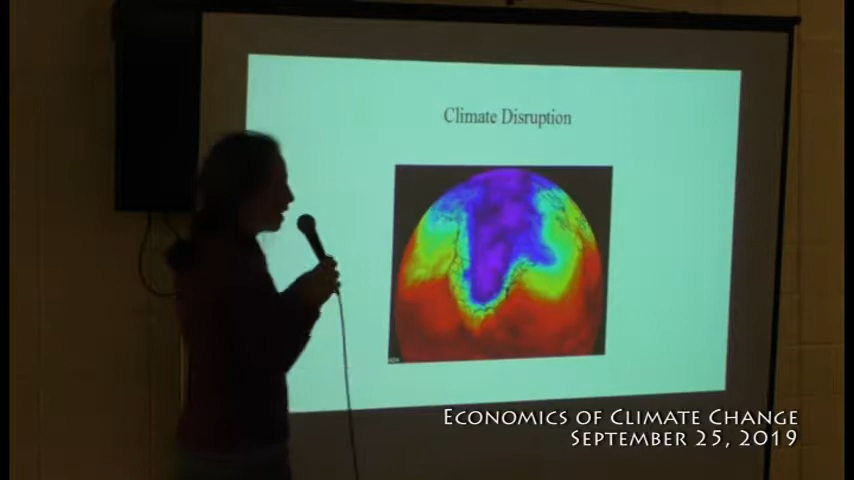 Climate Disruption
Economics of Climate Change
September 25, 2019